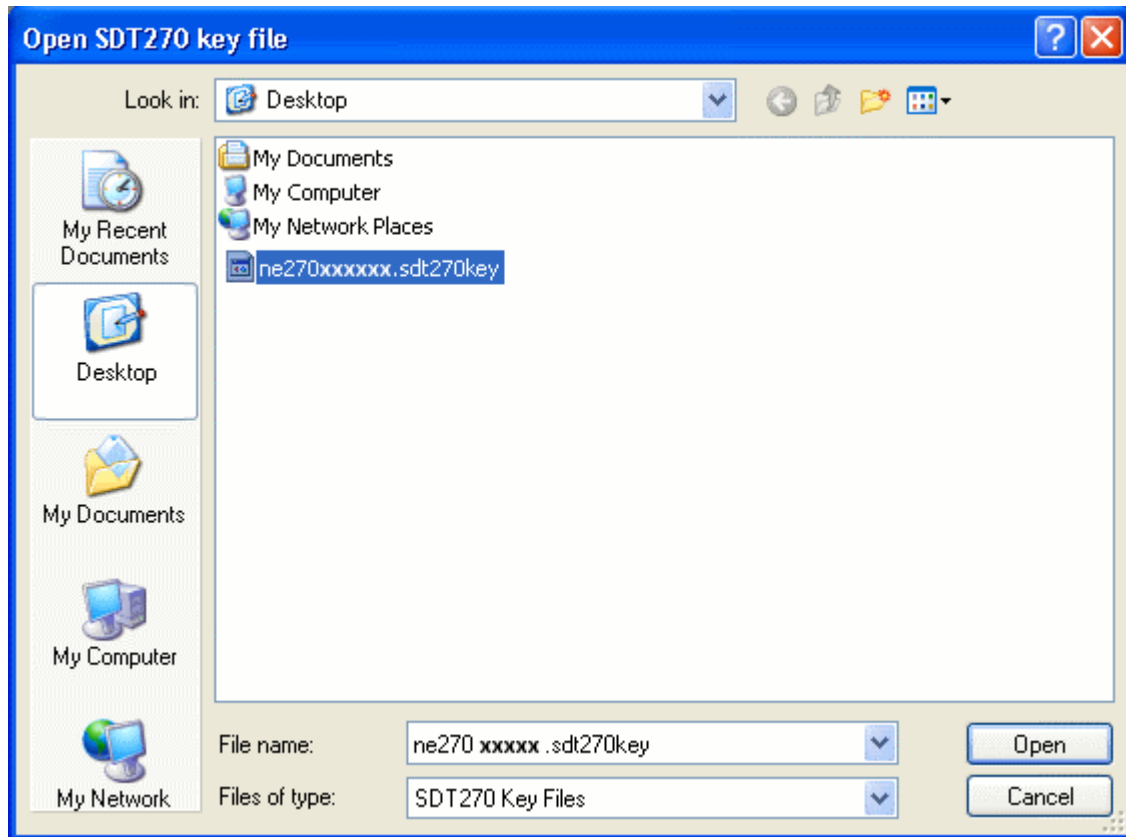 Open SDT270 key file
Look in:
Desktop
My Recent
Documents
Desktop
My Documents
My Computer
My Network
My Documents
My Computer
My Network Places
ne270xxxxxx.sdt270key
File name:
ne270 xxxxx .sdt270key
Open
Files of type:
SDT270 Key Files
Cancel